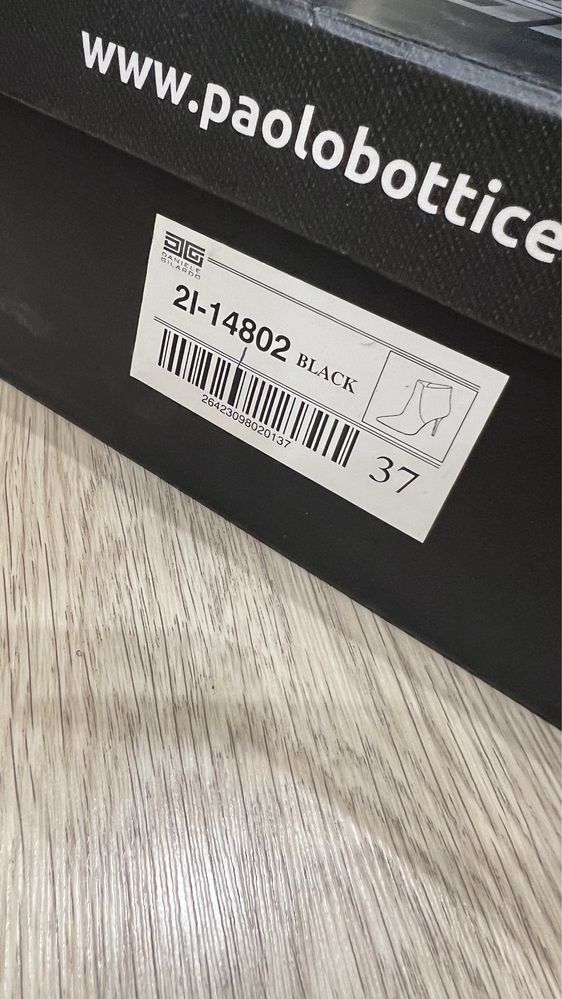 www.paolobottice
DANIELE
GILARDO
2I-14802 BLACK
26423098020137
37